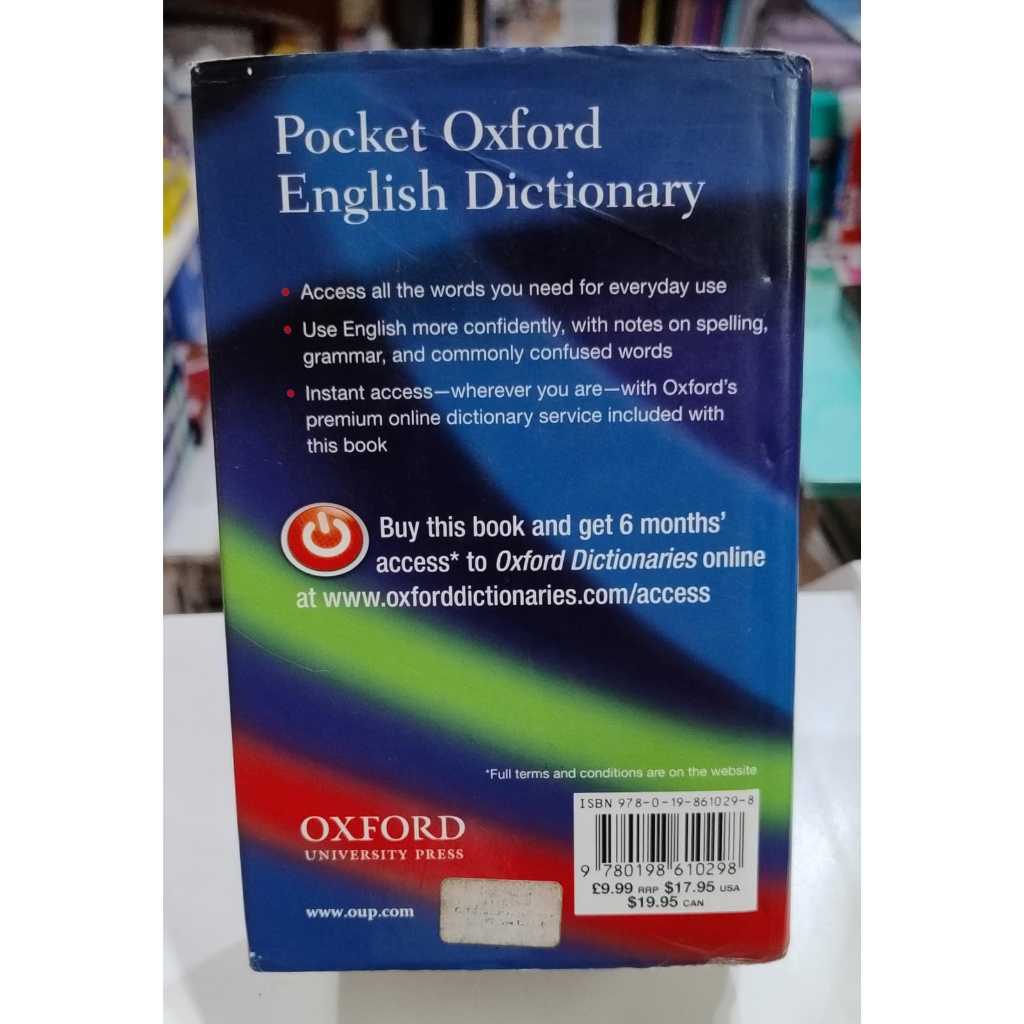 Pocket Oxford
English Dictionary
• Access all the words you need for everyday use
• Use English more confidently, with notes on spelling,
grammar, and commonly confused words
• Instant access—wherever you are—with Oxford's
premium online dictionary service included with
this book
Buy this book and get 6 months'
access* to Oxford Dictionaries online
at www.oxforddictionaries.com/access
*Full terms and conditions are on the website
ISBN 978-0-19-861029-8
9 780198 610298
£9.99 RRP $17.95 USA
$19.95 CAN
OXFORD
UNIVERSITY PRESS
www.oup.com